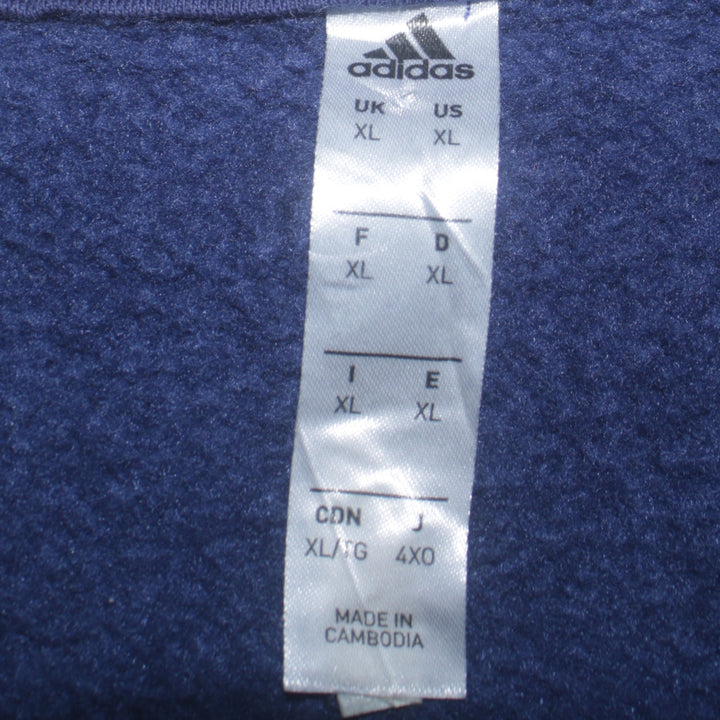 adidas
UK US
XL XL
F D
XL XL
I E
XL XL
CDN J
XL/TG 4XO
MADE IN
CAMBODIA